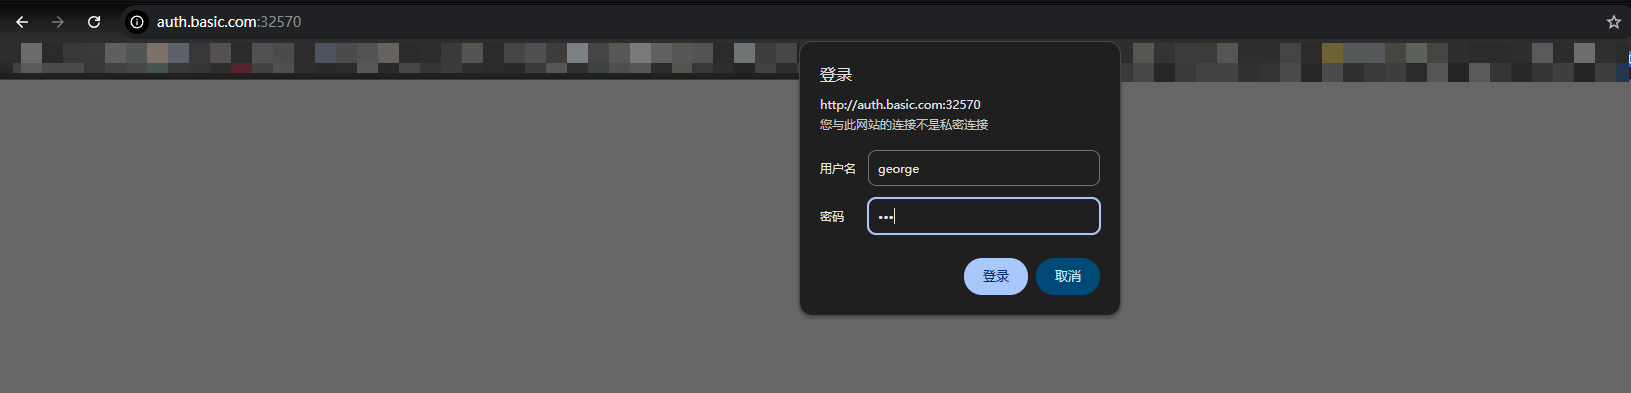 auth.basic.com:32570
登录
http://auth.basic.com:32570
您与此网站的连接不是私密连接
用户名 george
密码 •••
登录 取消